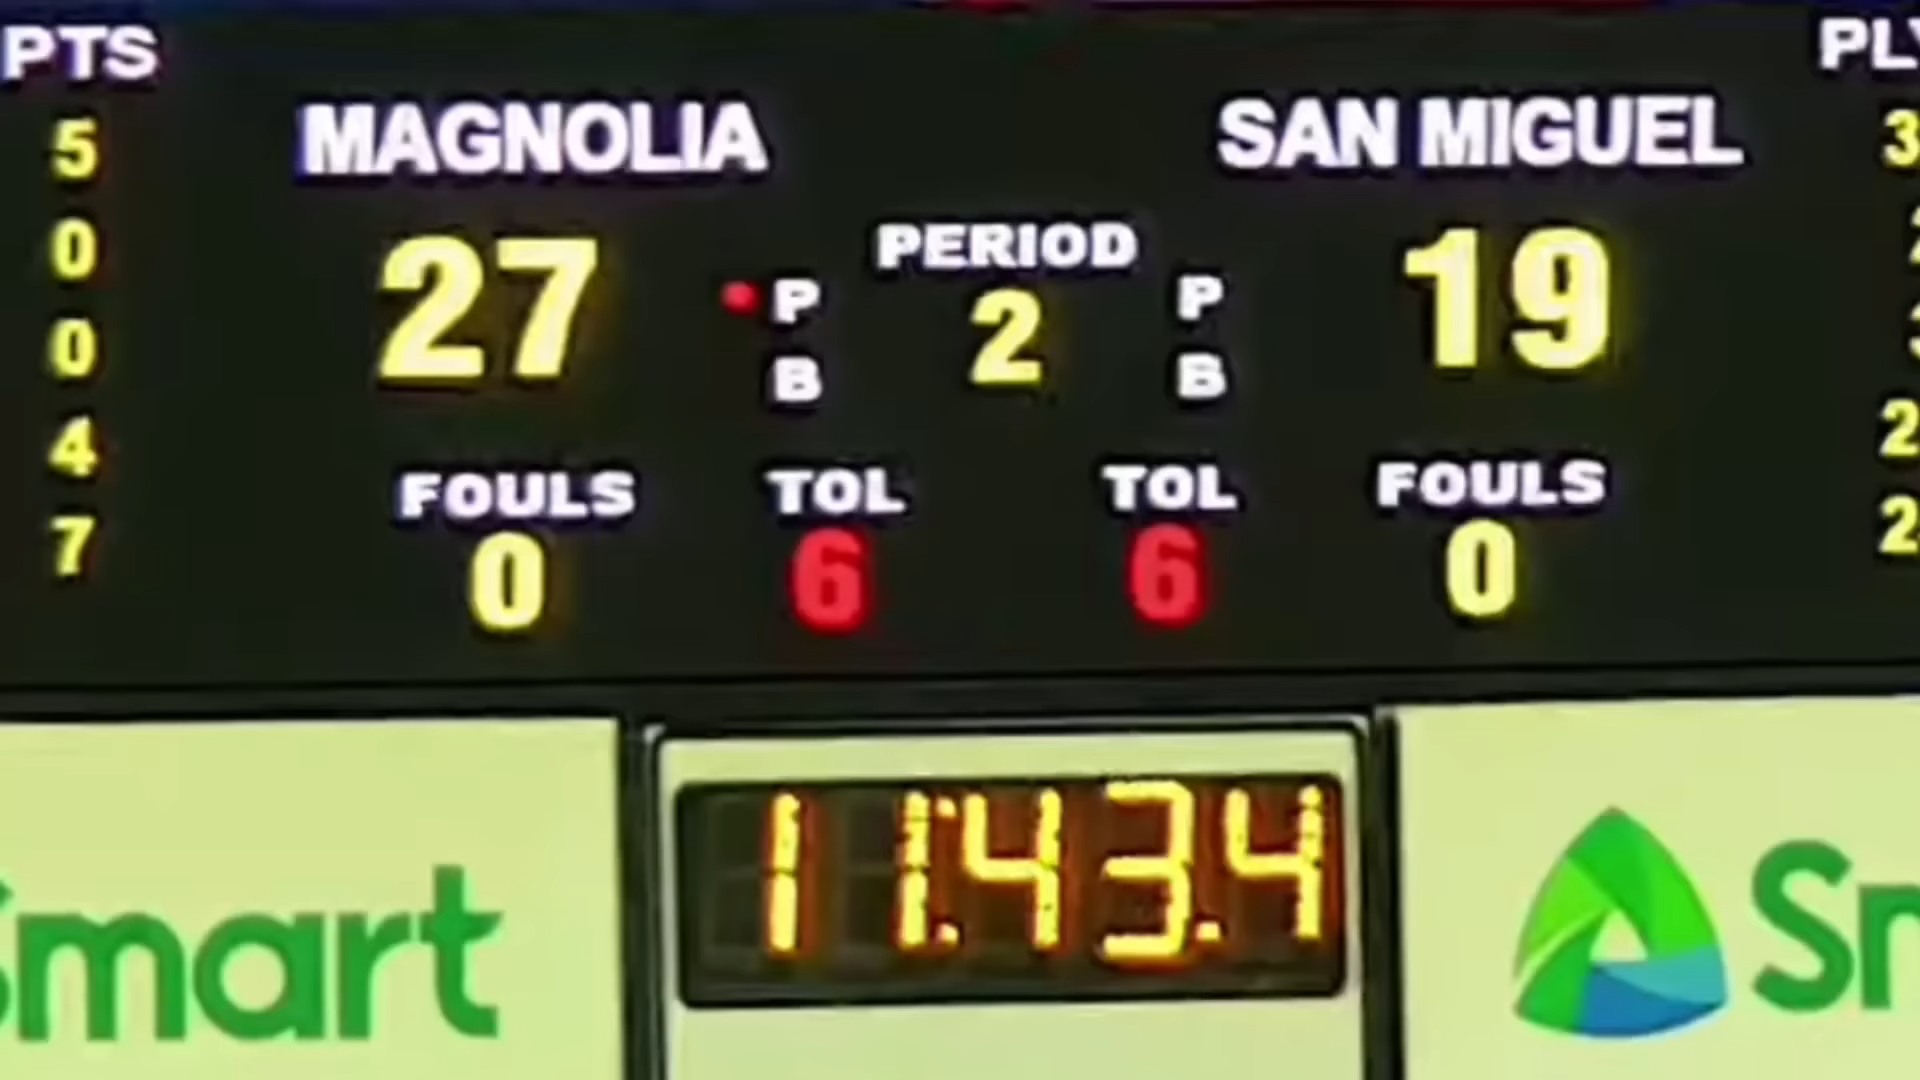 PTS
PLY
MAGNOLIA SAN MIGUEL
5
27 PERIOD 19
P 2 P
B B
0
0
4
7
FOULS TOL TOL FOULS
0 6 6 0
11:43.4
Smart